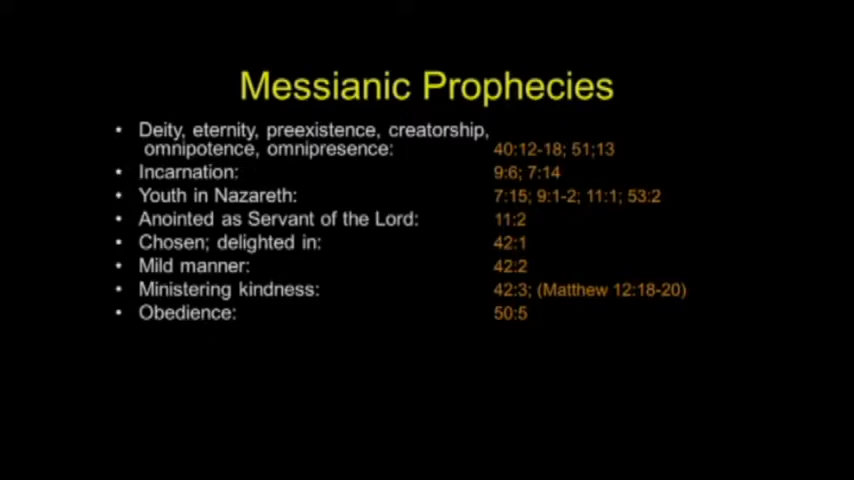 Messianic Prophecies
• Deity, eternity, preexistence, creatorship,
omnipotence, omnipresence: 40:12-18; 51;13
• Incarnation: 9:6; 7:14
• Youth in Nazareth: 7:15; 9:1-2; 11:1; 53:2
• Anointed as Servant of the Lord: 11:2
• Chosen; delighted in: 42:1
• Mild manner: 42:2
• Ministering kindness: 42:3; (Matthew 12:18-20)
• Obedience: 50:5